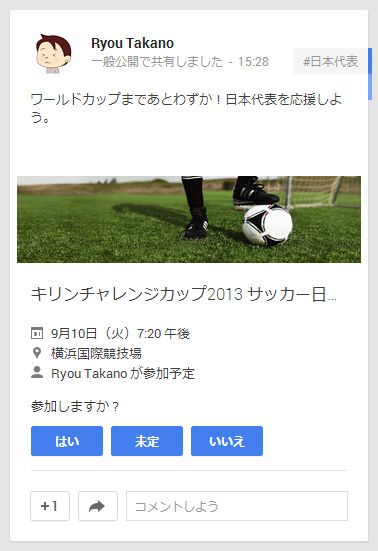 Ryou Takano
一般公開で共有しました - 15:28
#日本代表
ワールドカップまであとわずか！日本代表を応援しよ
う。
キリンチャレンジカップ2013 サッカー日...
31
9月10日（火）7:20 午後
横浜国際競技場
Ryou Takano が参加予定
参加しますか？
はい 未定 いいえ
+1 コメントしよう